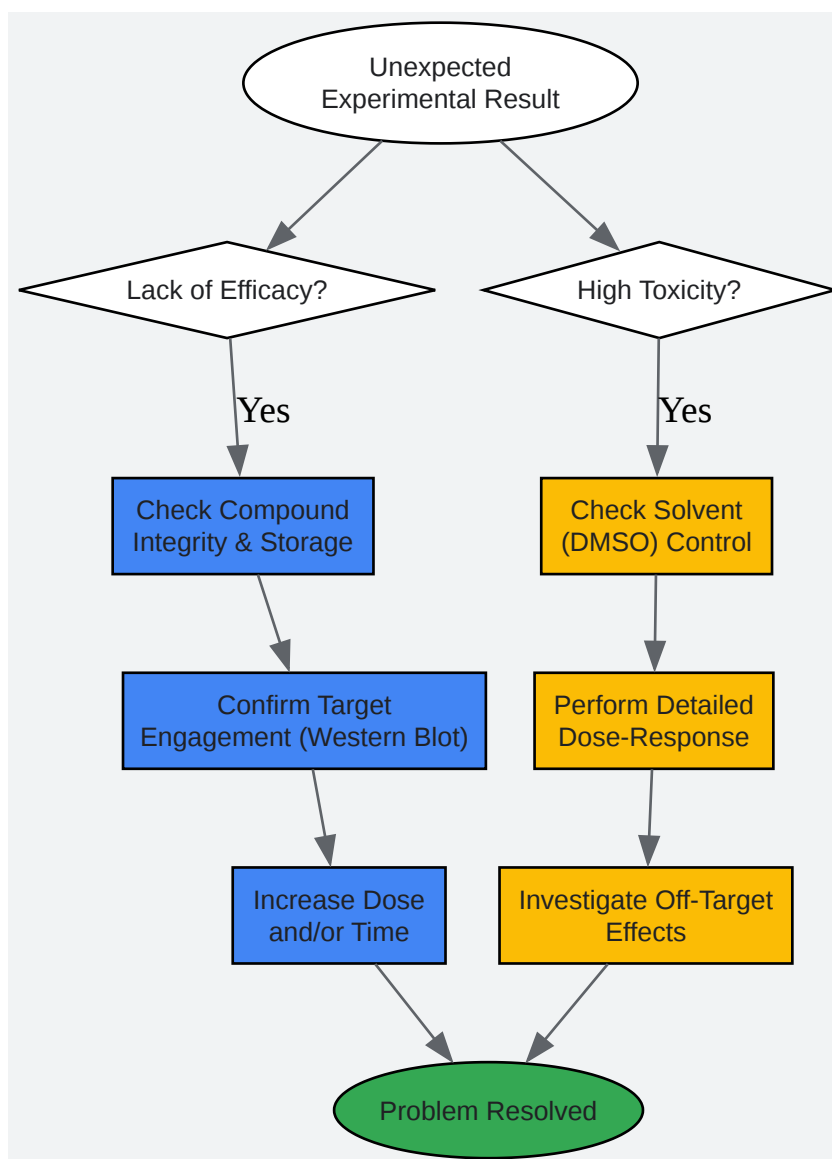 Unexpected
Experimental Result
Lack of Efficacy?
High Toxicity?
Yes
Yes
Check Compound
Integrity & Storage
Check Solvent
(DMSO) Control
Confirm Target
Engagement (Western Blot)
Perform Detailed
Dose-Response
Increase Dose
and/or Time
Investigate Off-Target
Effects
Problem Resolved